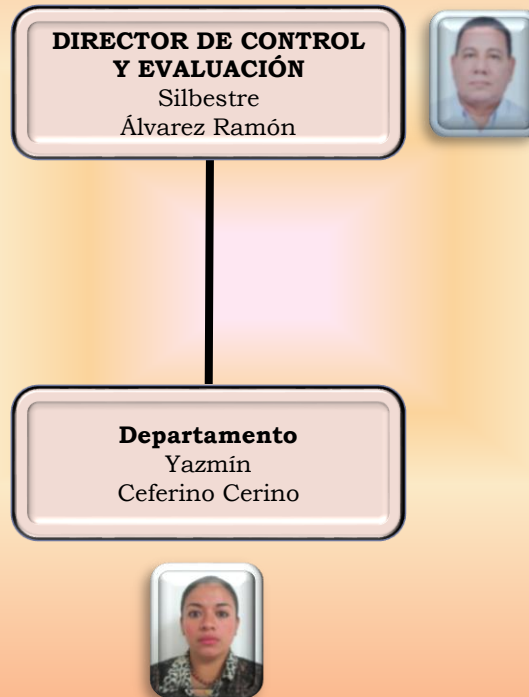 DIRECTOR DE CONTROL
Y EVALUACIÓN
Silbestre
Álvarez Ramón
Departamento
Yazmín
Ceferino Cerino